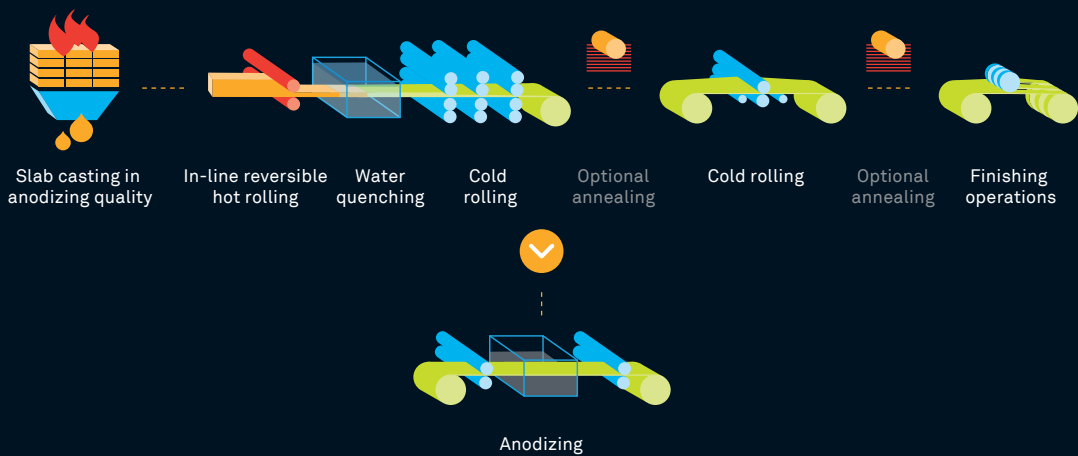 Slab casting in
anodizing quality
In-line reversible
hot rolling
Water
quenching
Cold
rolling
Optional
annealing
Cold rolling
Optional
annealing
Finishing
operations
Anodizing